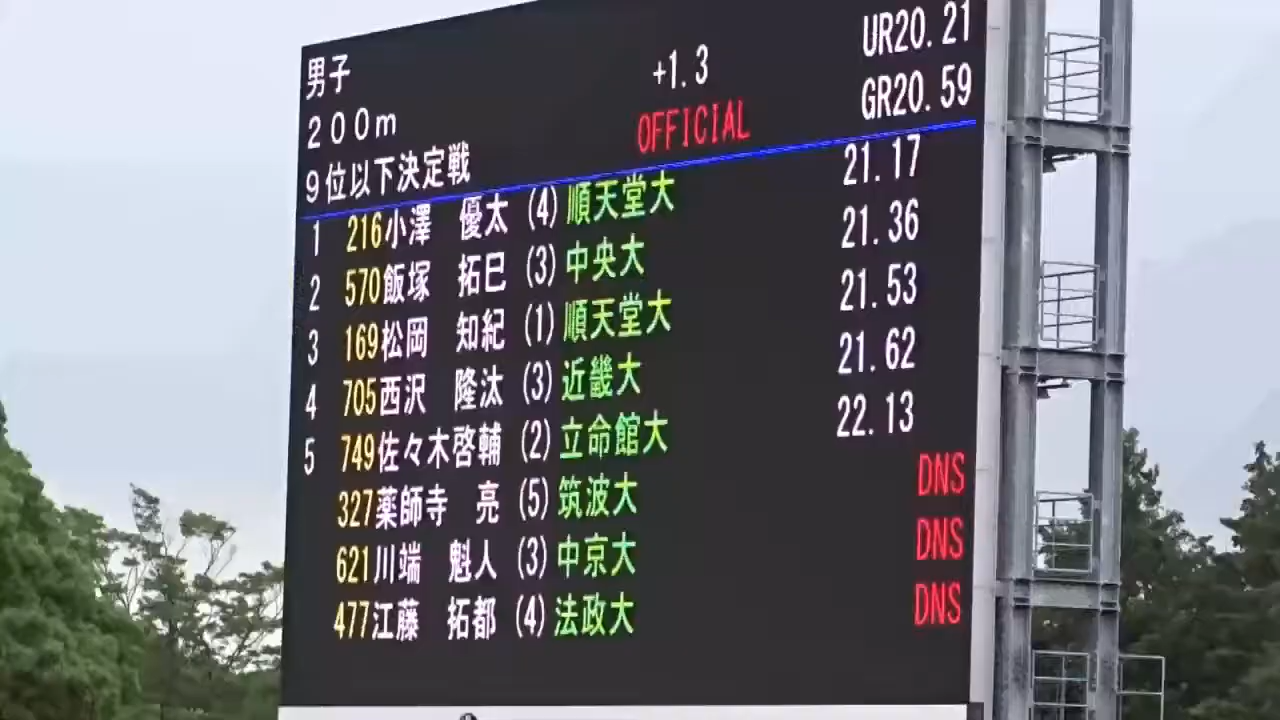 男子 +1.3 UR20.21
200m OFFICIAL GR20.59
9位以下決定戦
1 216小澤 優太 (4) 順天堂大 21.17
2 570飯塚 拓巳 (3) 中央大 21.36
3 169松岡 知紀 (1) 順天堂大 21.53
4 705西沢 隆汰 (3) 近畿大 21.62
5 749佐々木啓輔 (2) 立命館大 22.13
327薬師寺 亮 (5) 筑波大 DNS
621川端 魁人 (3) 中京大 DNS
477江藤 拓都 (4) 法政大 DNS